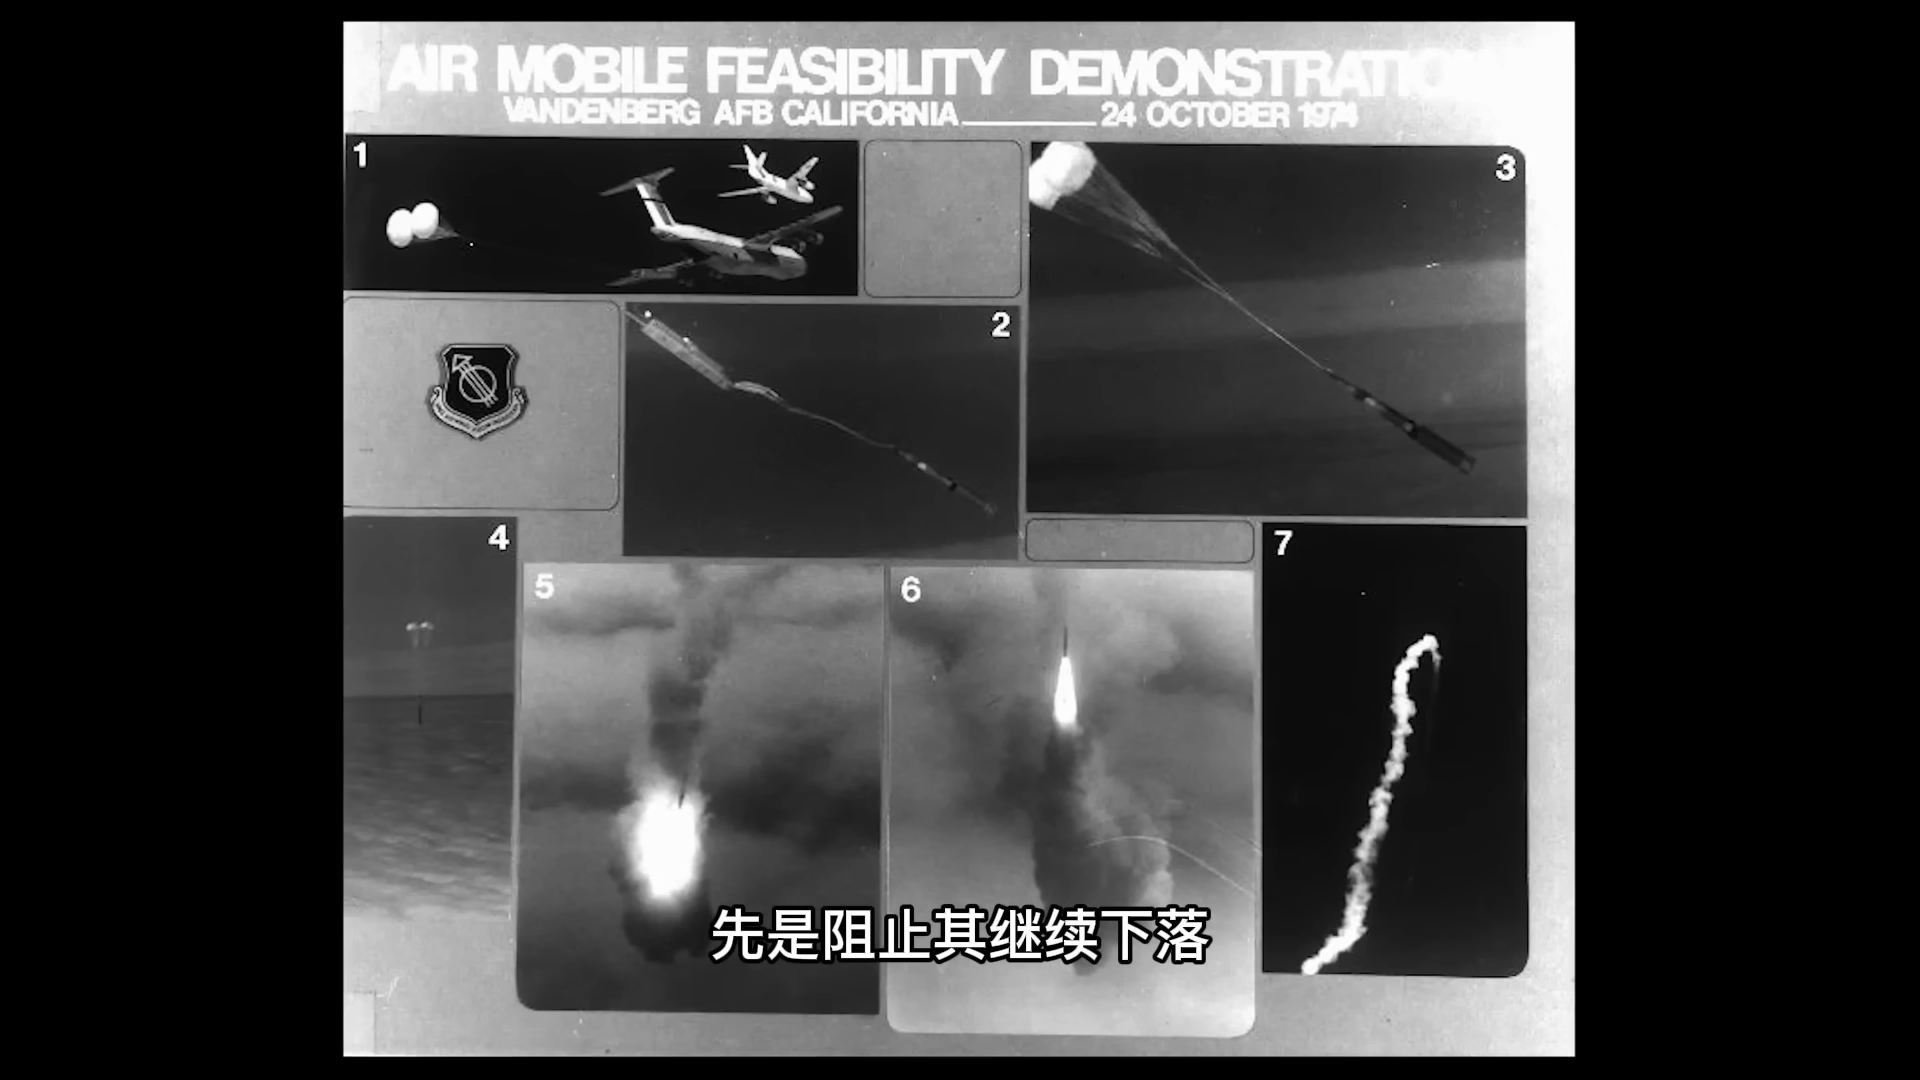 AIR MOBILE FEASIBILITY DEMONSTRATION
VANDENBERG AFB CALIFORNIA 24 OCTOBER 1974
1
3
2
4
5
6
7
先是阻止其继续下落